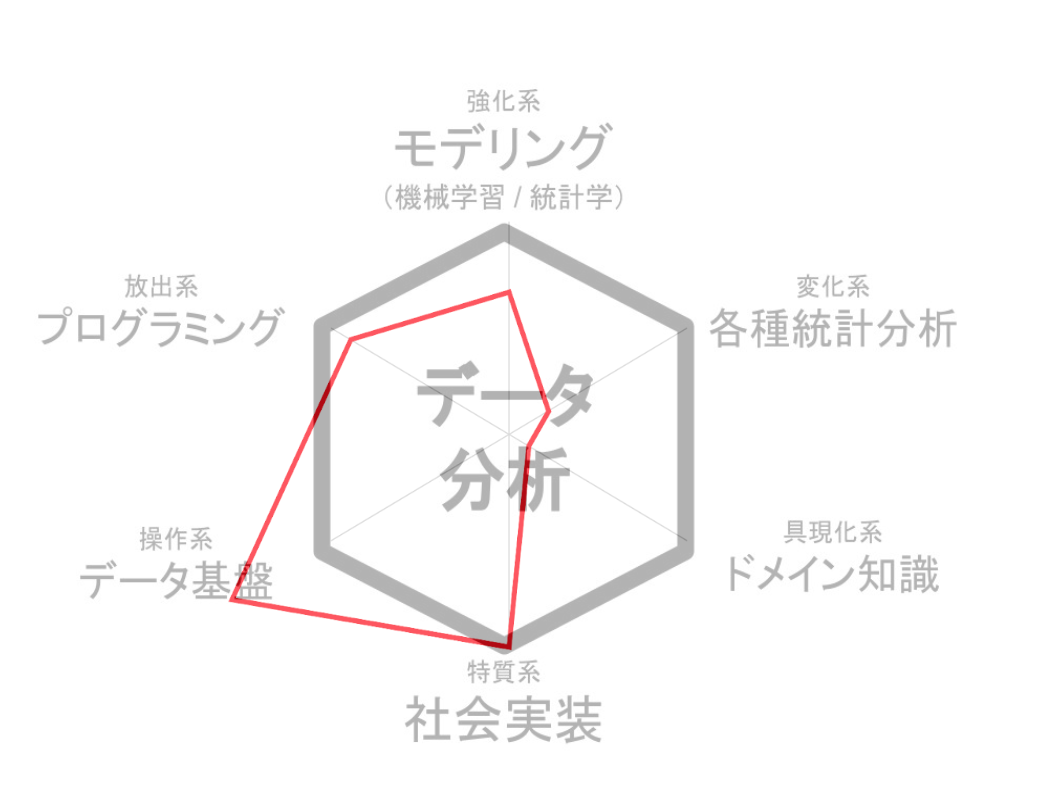 強化系
モデリング
（機械学習 / 統計学）
放出系
プログラミング
変化系
各種統計分析
データ
分析
操作系
データ基盤
具現化系
ドメイン知識
特質系
社会実装